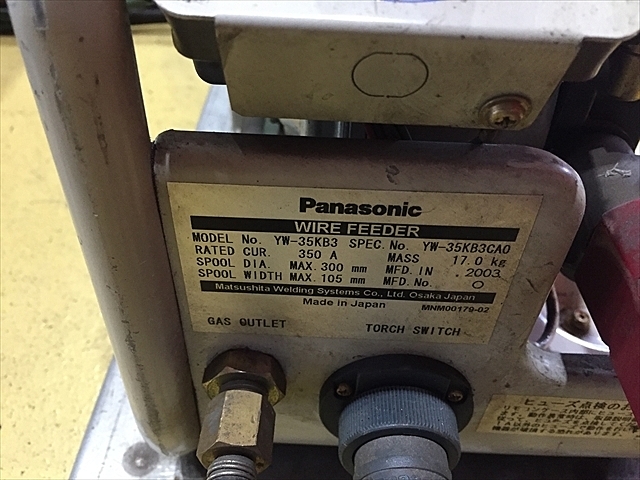 Panasonic
WIRE FEEDER
MODEL No. YW-35KB3 SPEC. No. YW-35KB3CA0
RATED CUR. 350 A MASS 17.0 kg
SPOOL DIA. MAX. 300 mm MFD. IN . 2003
SPOOL WIDTH MAX. 105 mm MFD. No. O
Matsushita Welding Systems Co., Ltd. Osaka Japan
Made in Japan MNM00179-02
GAS OUTLET TORCH SWITCH
ヒューズ点検の